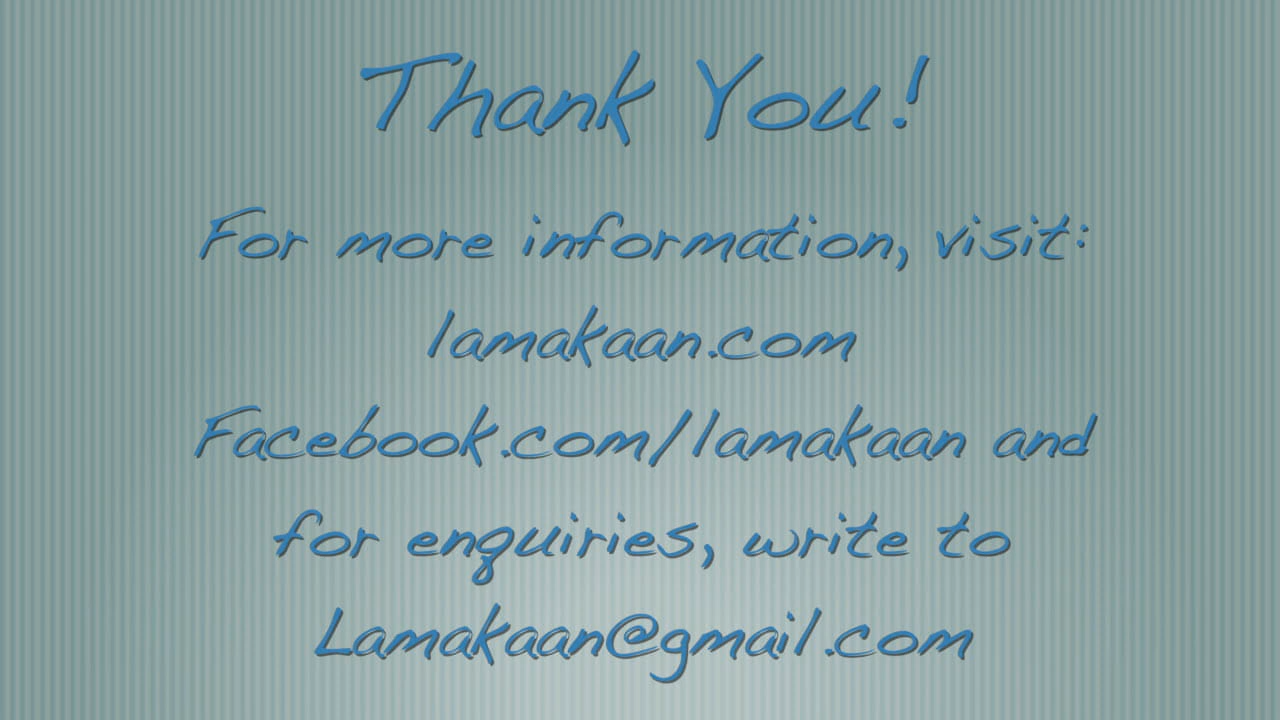 Thank You!
For more information, visit:
lamakaan.com
Facebook.com/lamakaan and
for enquiries, write to
Lamakaan@gmail.com